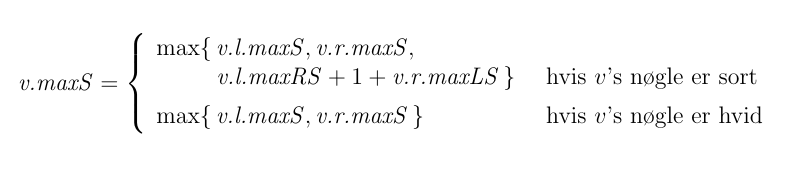 max{ v.l.maxS, v.r.maxS,
v.maxS = { v.l.maxRS + 1 + v.r.maxLS } hvis v's nøgle er sort
max{ v.l.maxS, v.r.maxS } hvis v's nøgle er hvid